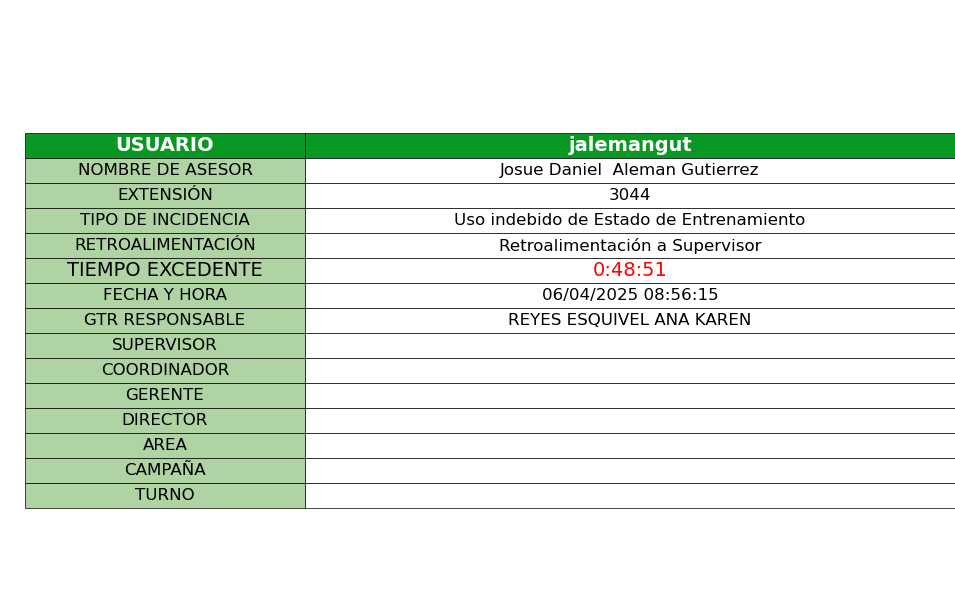 USUARIO jalemangut
NOMBRE DE ASESOR Josue Daniel  Aleman Gutierrez
EXTENSIÓN 3044
TIPO DE INCIDENCIA Uso indebido de Estado de Entrenamiento
RETROALIMENTACIÓN Retroalimentación a Supervisor
TIEMPO EXCEDENTE 0:48:51
FECHA Y HORA 06/04/2025 08:56:15
GTR RESPONSABLE REYES ESQUIVEL ANA KAREN
SUPERVISOR
COORDINADOR
GERENTE
DIRECTOR
AREA
CAMPAÑA
TURNO